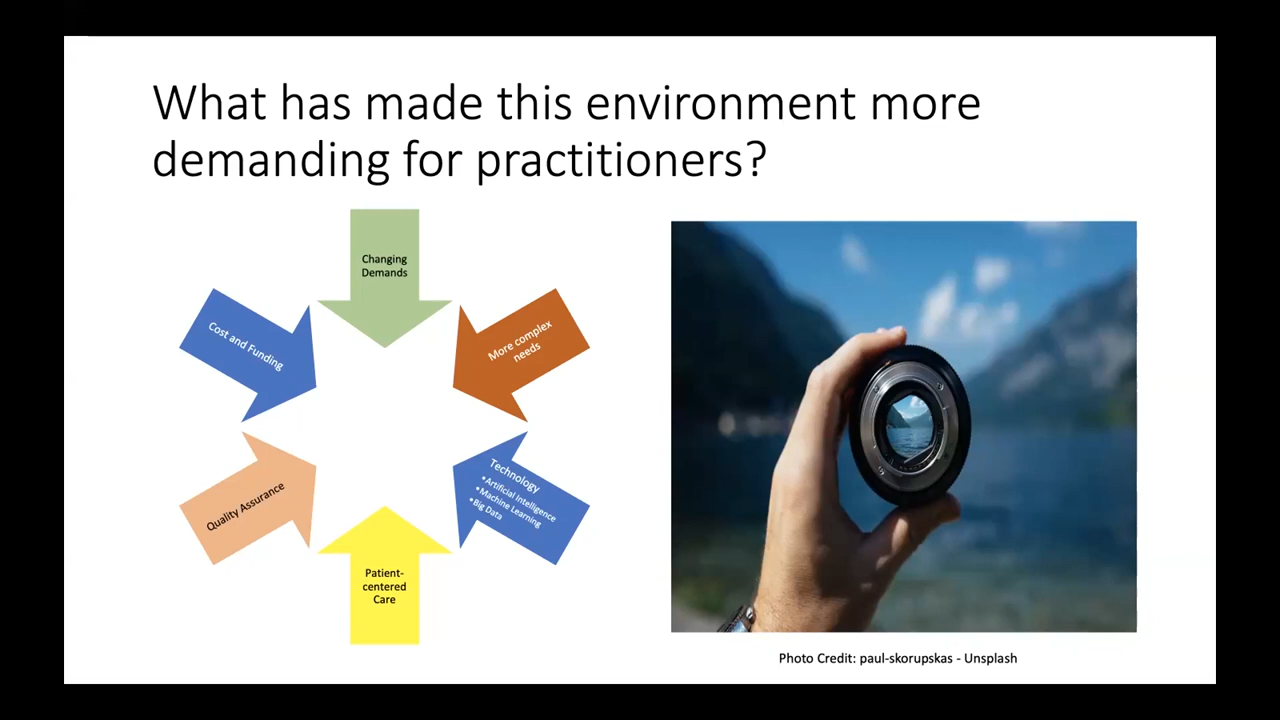 What has made this environment more
demanding for practitioners?
Changing
Demands
Cost and Funding
More complex
needs
Quality Assurance
Technology
•Artificial Intelligence
•Machine Learning
•Big Data
Patient-
centered
Care
Photo Credit: paul-skorupskas - Unsplash